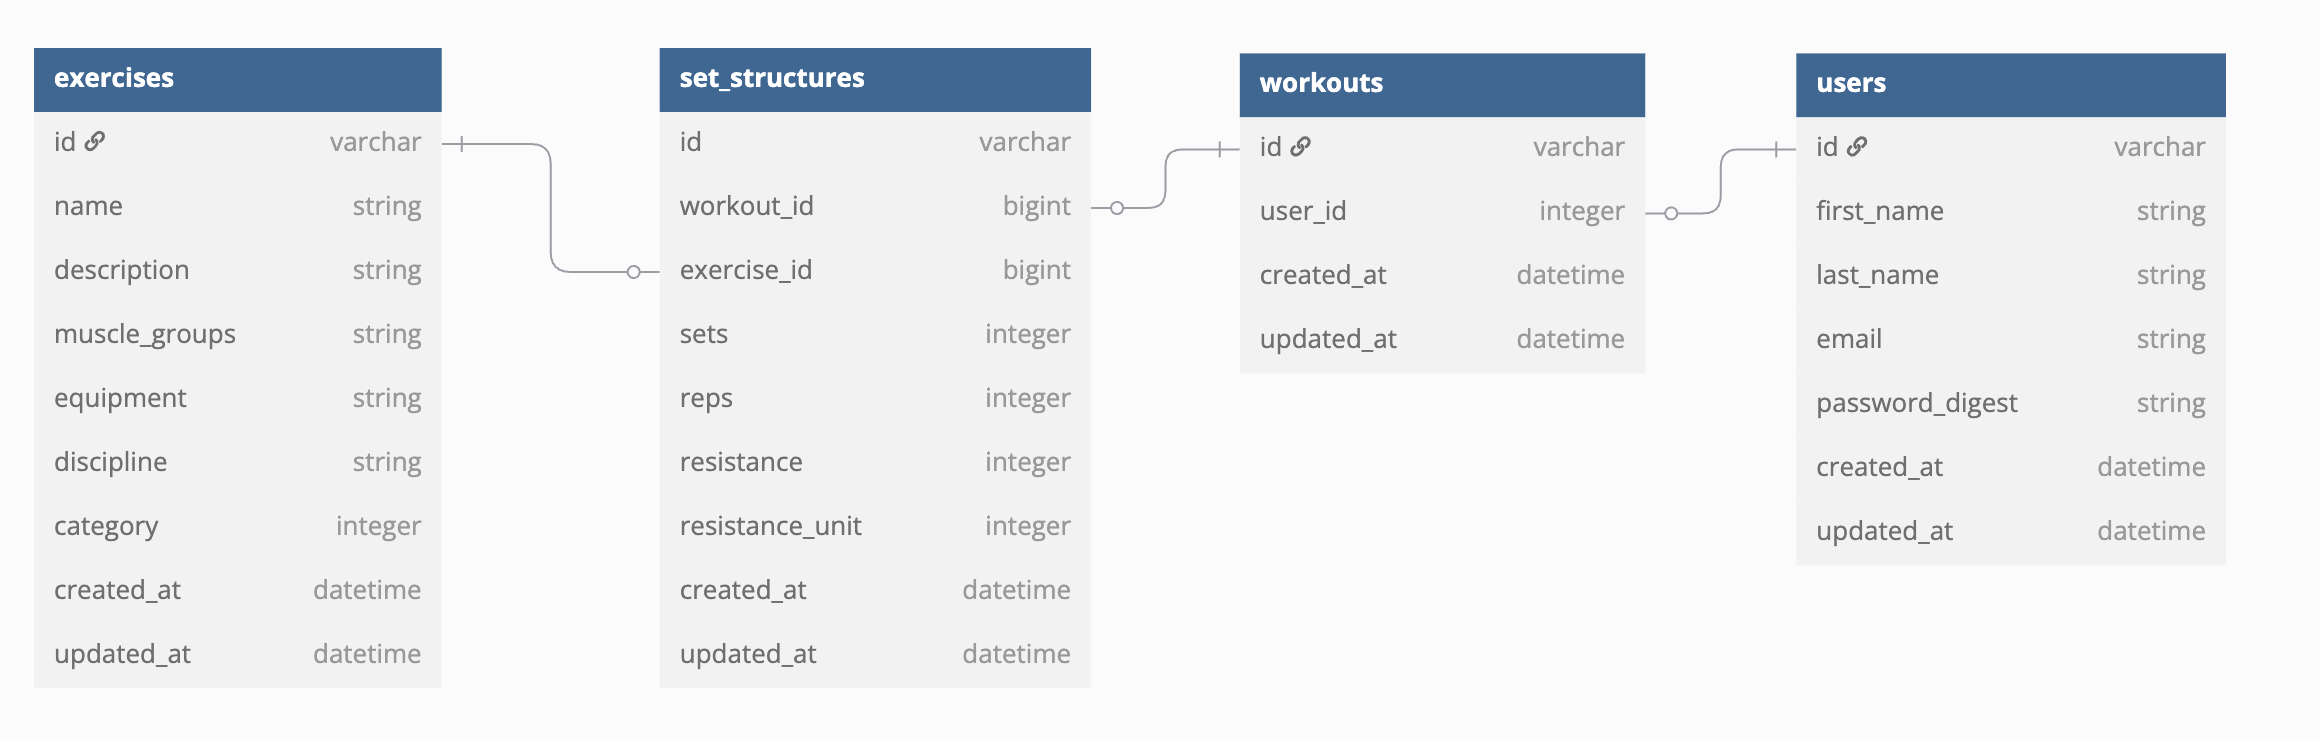 exercises
id varchar
name string
description string
muscle_groups string
equipment string
discipline string
category integer
created_at datetime
updated_at datetime
set_structures
id varchar
workout_id bigint
exercise_id bigint
sets integer
reps integer
resistance integer
resistance_unit integer
created_at datetime
updated_at datetime
workouts
id varchar
user_id integer
created_at datetime
updated_at datetime
users
id varchar
first_name string
last_name string
email string
password_digest string
created_at datetime
updated_at datetime